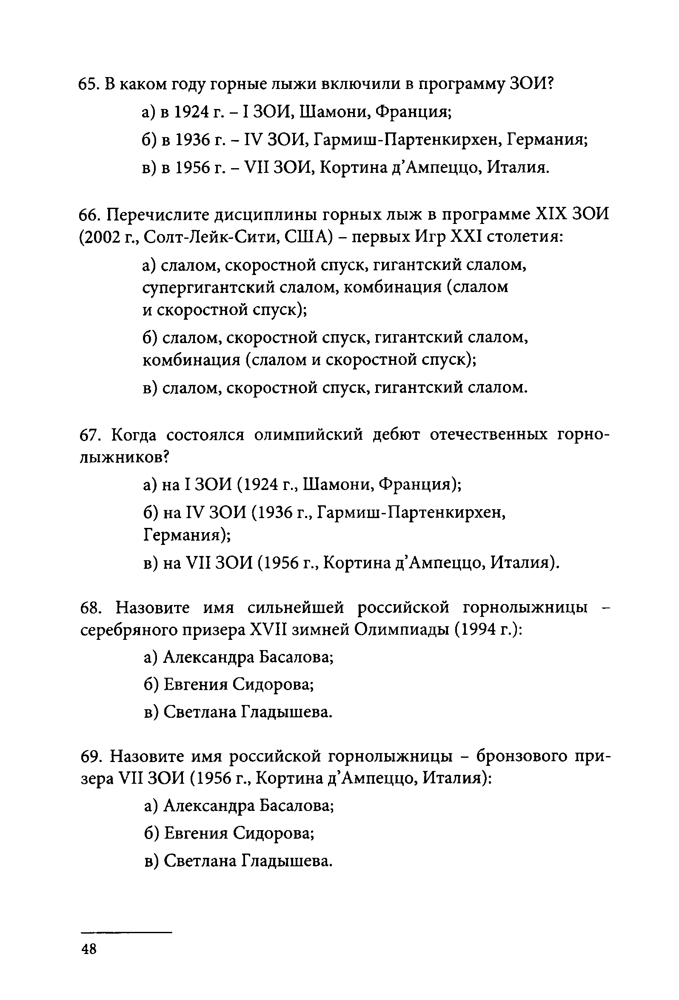 65. В каком году горные лыжи включили в программу ЗОИ?
а) в 1924 г. – I ЗОИ, Шамони, Франция;
б) в 1936 г. – IV ЗОИ, Гармиш-Партенкирхен, Германия;
в) в 1956 г. – VII ЗОИ, Кортина д’Ампеццо, Италия.
66. Перечислите дисциплины горных лыж в программе XIX ЗОИ
(2002 г., Солт-Лейк-Сити, США) – первых Игр XXI столетия:
а) слалом, скоростной спуск, гигантский слалом,
супергигантский слалом, комбинация (слалом
и скоростной спуск);
б) слалом, скоростной спуск, гигантский слалом,
комбинация (слалом и скоростной спуск);
в) слалом, скоростной спуск, гигантский слалом.
67. Когда состоялся олимпийский дебют отечественных горно-
лыжников?
а) на I ЗОИ (1924 г., Шамони, Франция);
б) на IV ЗОИ (1936 г., Гармиш-Партенкирхен,
Германия);
в) на VII ЗОИ (1956 г., Кортина д’Ампеццо, Италия).
68. Назовите имя сильнейшей российской горнолыжницы –
серебряного призера XVII зимней Олимпиады (1994 г.):
а) Александра Басалова;
б) Евгения Сидорова;
в) Светлана Гладышева.
69. Назовите имя российской горнолыжницы – бронзового при-
зера VII ЗОИ (1956 г., Кортина д’Ампеццо, Италия):
а) Александра Басалова;
б) Евгения Сидорова;
в) Светлана Гладышева.
48